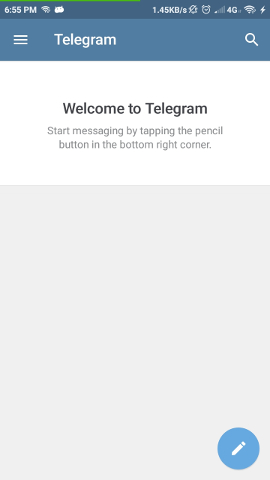 6:55 PM 1.45KB/s 4G
Telegram
Welcome to Telegram
Start messaging by tapping the pencil
button in the bottom right corner.